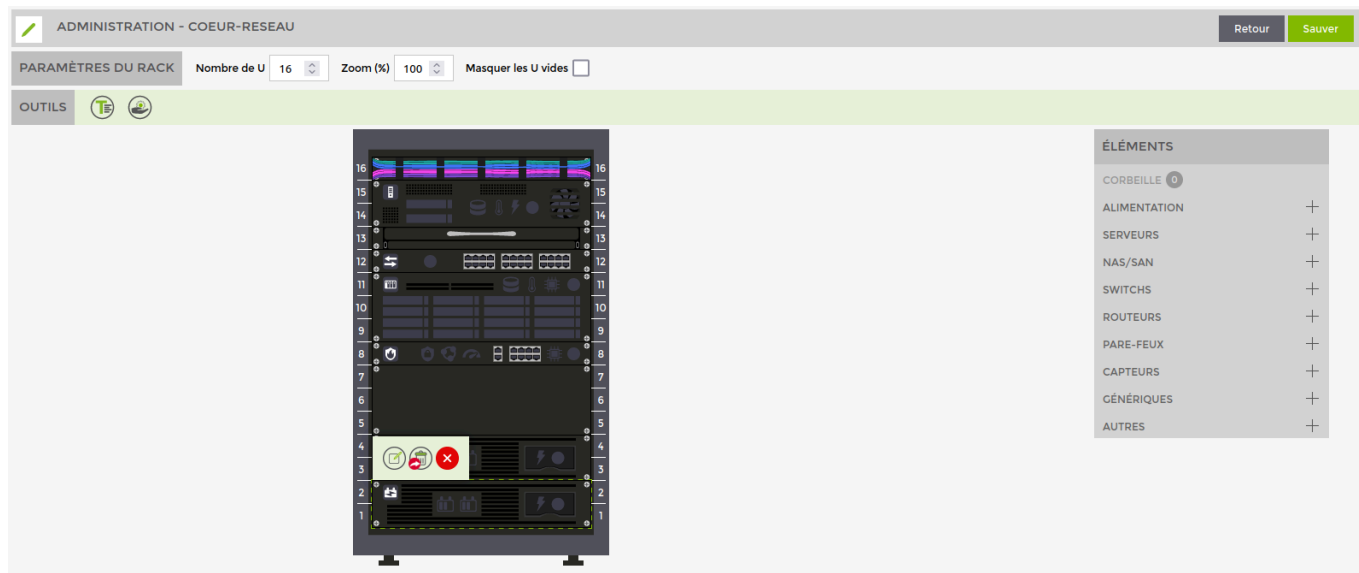 ADMINISTRATION - COEUR-RESEAU
Retour
Sauver
PARAMÈTRES DU RACK
Nombre de U 16
Zoom (%) 100
Masquer les U vides
OUTILS
ÉLÉMENTS
CORBEILLE 0
ALIMENTATION
SERVEURS
NAS/SAN
SWITCHS
ROUTEURS
PARE-FEUX
CAPTEURS
GÉNÉRIQUES
AUTRES
16 16
15 15
14 14
13 13
12 12
11 11
10 10
9 9
8 8
7 7
6 6
5 5
4 4
3 3
2 2
1 1